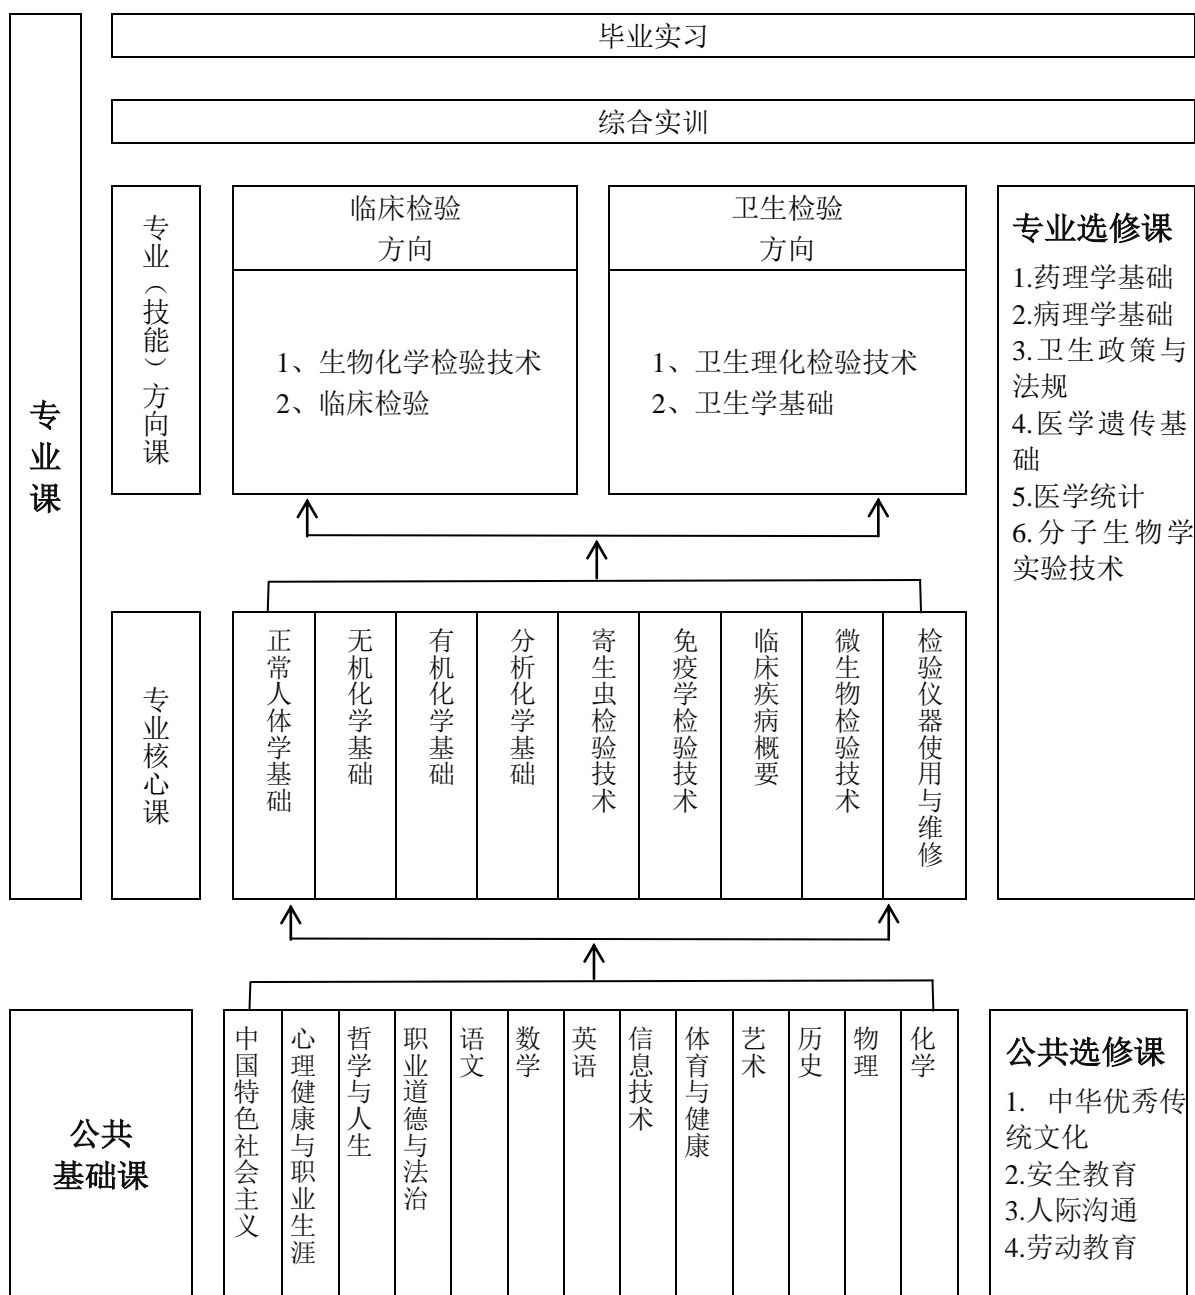 毕业实习
综合实训
专业课
专业（技能）方向课
临床检验
方向
1、生物化学检验技术
2、临床检验
卫生检验
方向
1、卫生理化检验技术
2、卫生学基础
专业选修课
1.药理学基础
2.病理学基础
3.卫生政策与
法规
4.医学遗传基
础
5.医学统计
6.分子生物学
实验技术
专业核心课
正常人体学基础
无机化学基础
有机化学基础
分析化学基础
寄生虫检验技术
免疫学检验技术
临床疾病概要
微生物检验技术
检验仪器使用与维修
公共
基础课
中国特色社会主义
心理健康与职业生涯
哲学与人生
职业道德与法治
语文
数学
英语
信息技术
体育与健康
艺术
历史
物理
化学
公共选修课
1. 中华优秀传
统文化
2.安全教育
3.人际沟通
4.劳动教育